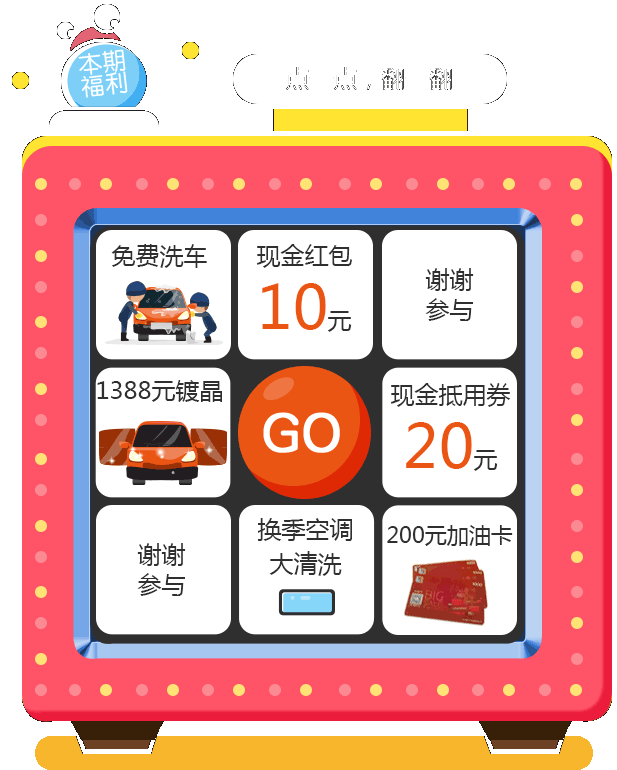 本期
福利
点一点,翻一翻
免费洗车
现金红包
10元
谢谢
参与
1388元镀晶
GO
现金抵用券
20元
谢谢
参与
换季空调
大清洗
200元加油卡